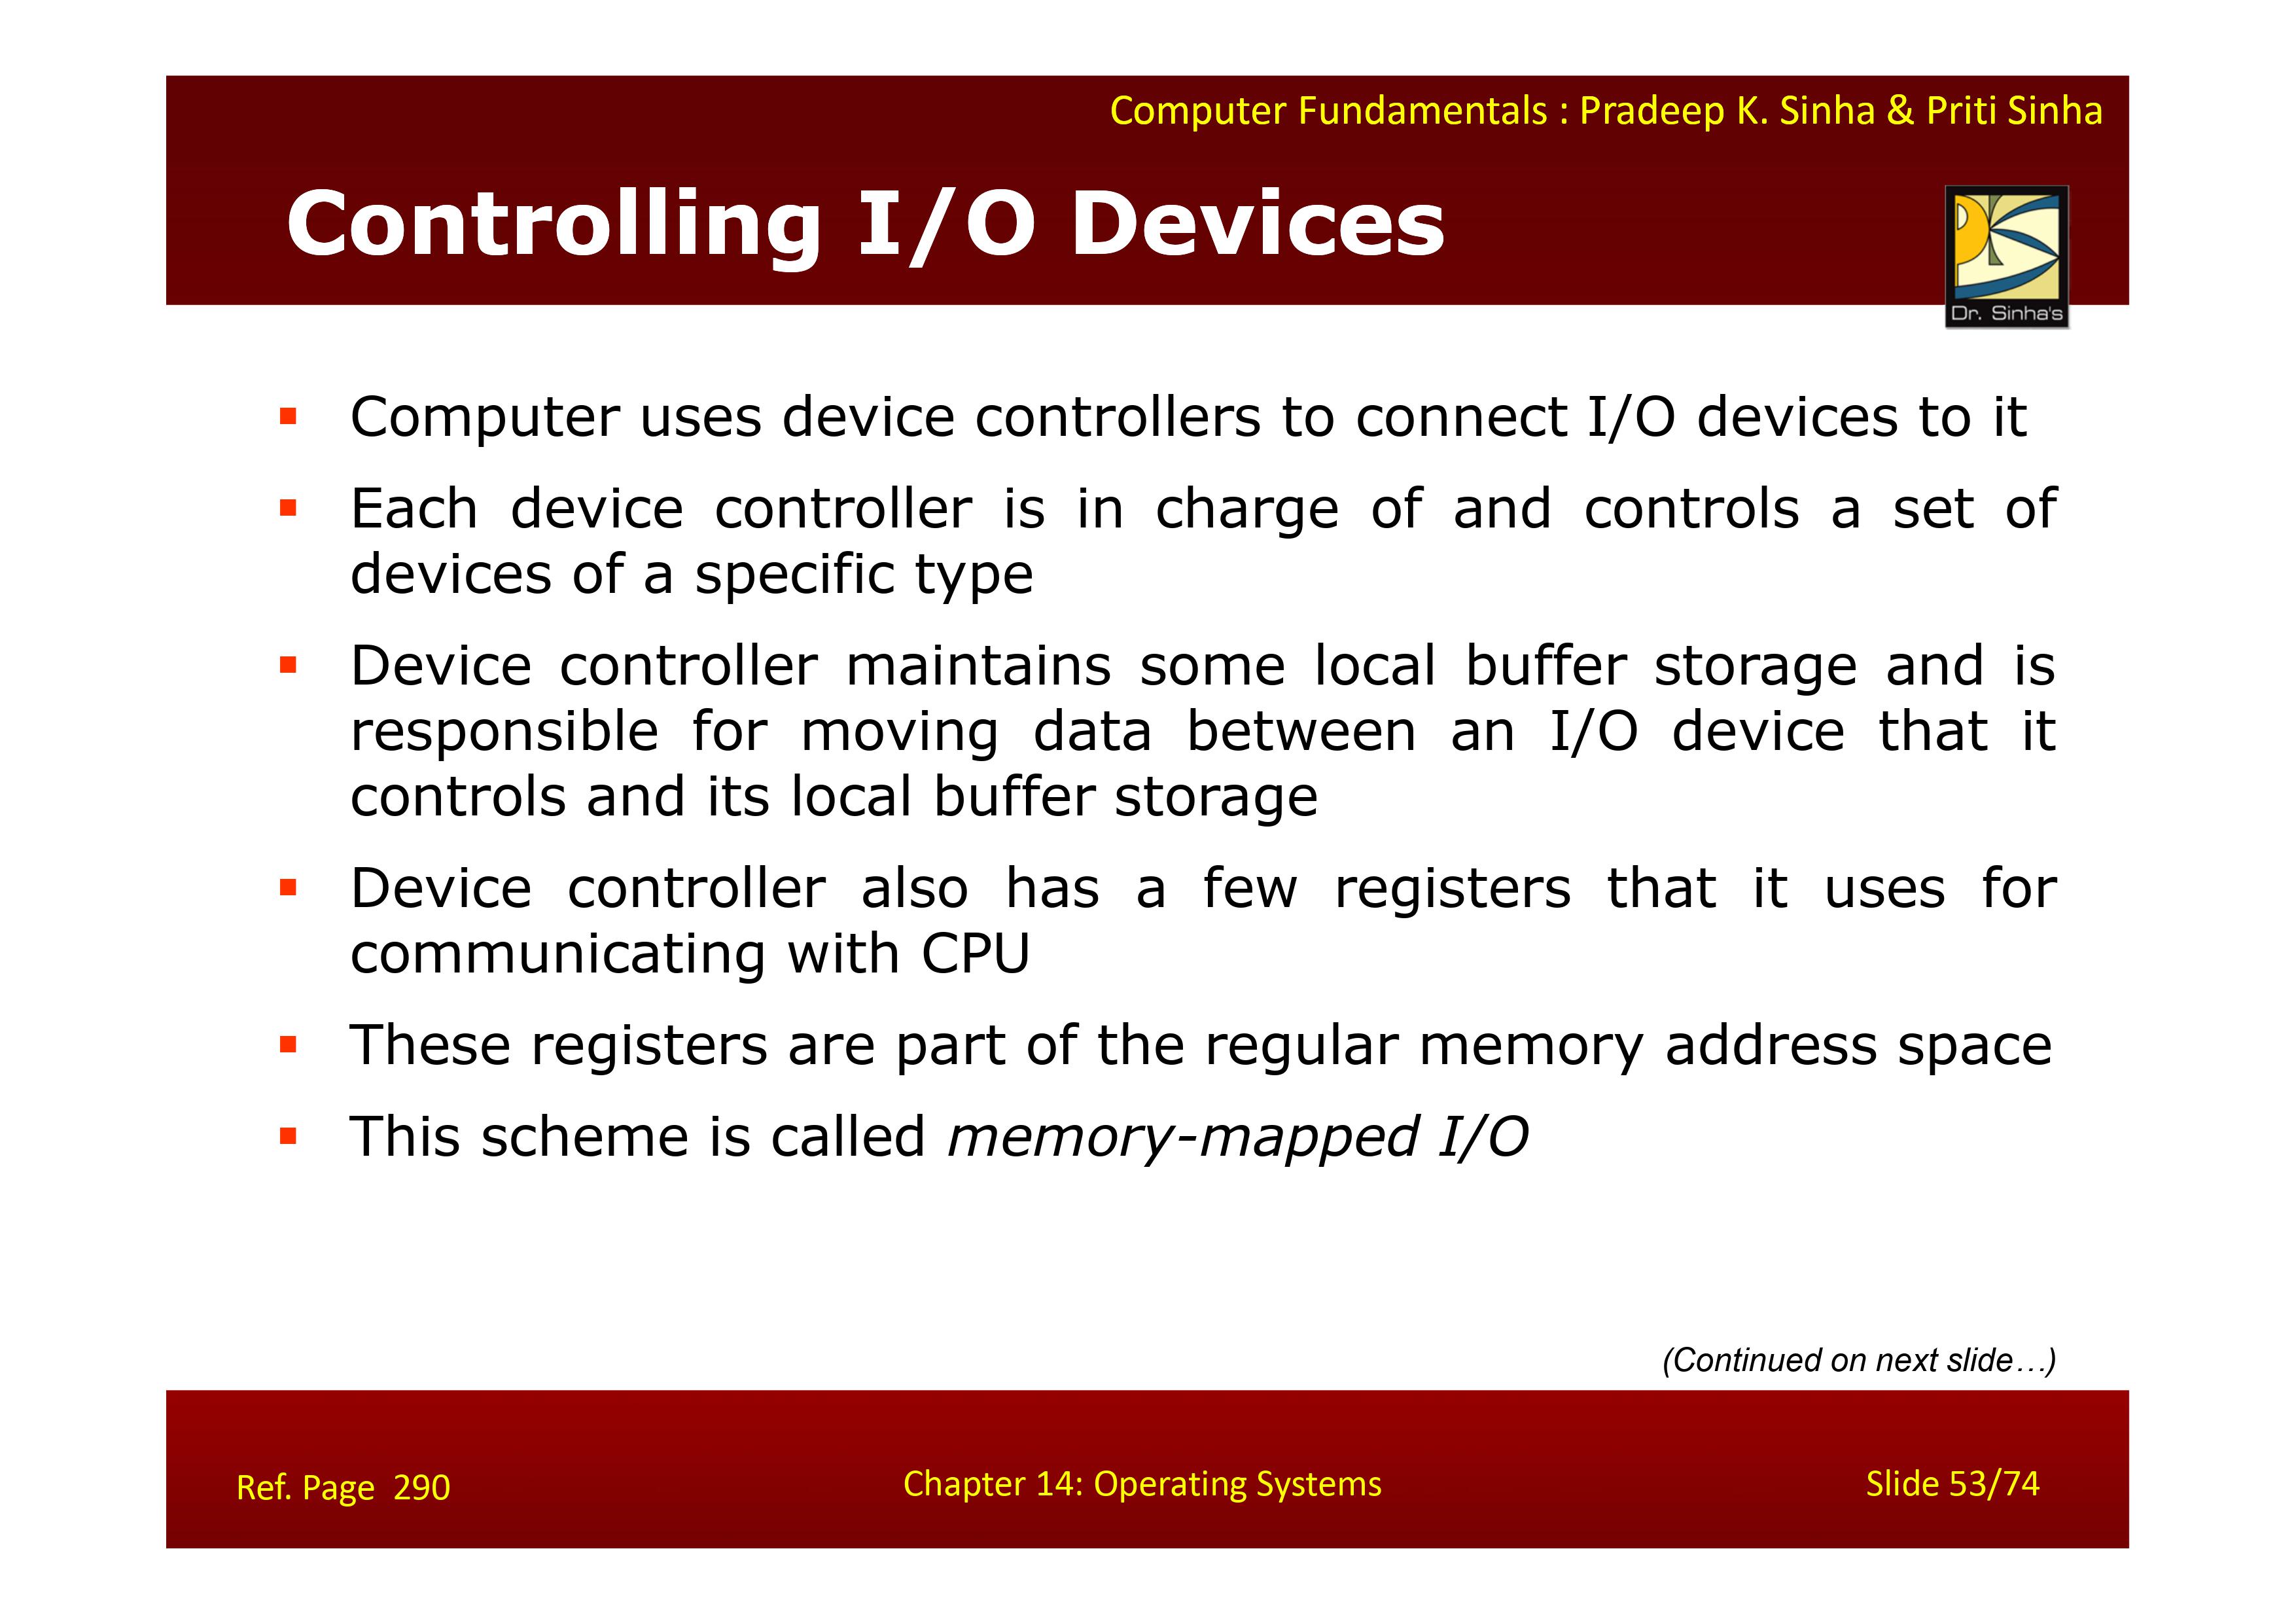 Computer Fundamentals : Pradeep K. Sinha & Priti Sinha
Controlling I/O Devices
Dr. Sinha's
▪ Computer uses device controllers to connect I/O devices to it
▪ Each device controller is in charge of and controls a set of
devices of a specific type
▪ Device controller maintains some local buffer storage and is
responsible for moving data between an I/O device that it
controls and its local buffer storage
▪ Device controller also has a few registers that it uses for
communicating with CPU
▪ These registers are part of the regular memory address space
▪ This scheme is called memory-mapped I/O
(Continued on next slide…)
Ref. Page 290
Chapter 14: Operating Systems
Slide 53/74